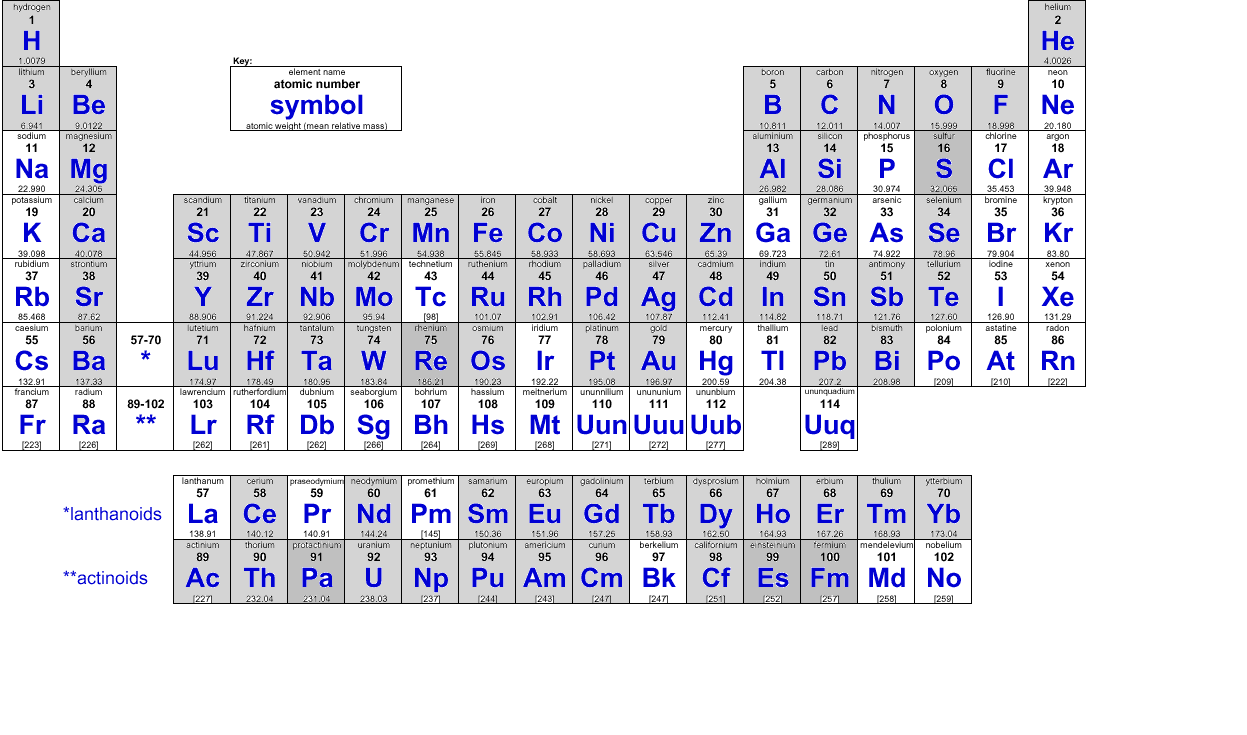 hydrogen helium
1 2
H He
1.0079 Key: 4.0026
lithium beryllium element name boron carbon nitrogen oxygen fluorine neon
3 4 atomic number 5 6 7 8 9 10
Li Be symbol B C N O F Ne
6.941 9.0122 atomic weight (mean relative mass) 10.811 12.011 14.007 15.999 18.998 20.180
sodium magnesium aluminium silicon phosphorus sulfur chlorine argon
11 12 13 14 15 16 17 18
Na Mg Al Si P S Cl Ar
22.990 24.305 26.982 28.086 30.974 32.065 35.453 39.948
potassium calcium scandium titanium vanadium chromium manganese iron cobalt nickel copper zinc gallium germanium arsenic selenium bromine krypton
19 20 21 22 23 24 25 26 27 28 29 30 31 32 33 34 35 36
K Ca Sc Ti V Cr Mn Fe Co Ni Cu Zn Ga Ge As Se Br Kr
39.098 40.078 44.956 47.867 50.942 51.996 54.938 55.845 58.933 58.693 63.546 65.39 69.723 72.61 74.922 78.96 79.904 83.80
rubidium strontium yttrium zirconium niobium molybdenum technetium ruthenium rhodium palladium silver cadmium indium tin antimony tellurium iodine xenon
37 38 39 40 41 42 43 44 45 46 47 48 49 50 51 52 53 54
Rb Sr Y Zr Nb Mo Tc Ru Rh Pd Ag Cd In Sn Sb Te I Xe
85.468 87.62 88.906 91.224 92.906 95.94 [98] 101.07 102.91 106.42 107.87 112.41 114.82 118.71 121.76 127.60 126.90 131.29
caesium barium lutetium hafnium tantalum tungsten rhenium osmium iridium platinum gold mercury thallium lead bismuth polonium astatine radon
55 56 57-70 71 72 73 74 75 76 77 78 79 80 81 82 83 84 85 86
Cs Ba * Lu Hf Ta W Re Os Ir Pt Au Hg Tl Pb Bi Po At Rn
132.91 137.33 174.97 178.49 180.95 183.84 186.21 190.23 192.22 195.08 196.97 200.59 204.38 207.2 208.98 [209] [210] [222]
francium radium lawrencium rutherfordium dubnium seaborgium bohrium hassium meitnerium ununnilium unununium ununbium ununquadium
87 88 89-102 103 104 105 106 107 108 109 110 111 112 114
Fr Ra ** Lr Rf Db Sg Bh Hs Mt Uun Uuu Uub Uuq
[223] [226] [262] [261] [262] [266] [264] [269] [268] [271] [272] [277] [289]
lanthanum cerium praseodymium neodymium promethium samarium europium gadolinium terbium dysprosium holmium erbium thulium ytterbium
57 58 59 60 61 62 63 64 65 66 67 68 69 70
*lanthanoids La Ce Pr Nd Pm Sm Eu Gd Tb Dy Ho Er Tm Yb
138.91 140.12 140.91 144.24 [145] 150.36 151.96 157.25 158.93 162.50 164.93 167.26 168.93 173.04
actinium thorium protactinium uranium neptunium plutonium americium curium berkelium californium einsteinium fermium mendelevium nobelium
89 90 91 92 93 94 95 96 97 98 99 100 101 102
**actinoids Ac Th Pa U Np Pu Am Cm Bk Cf Es Fm Md No
[227] 232.04 231.04 238.03 [237] [244] [243] [247] [247] [251] [252] [257] [258] [259]